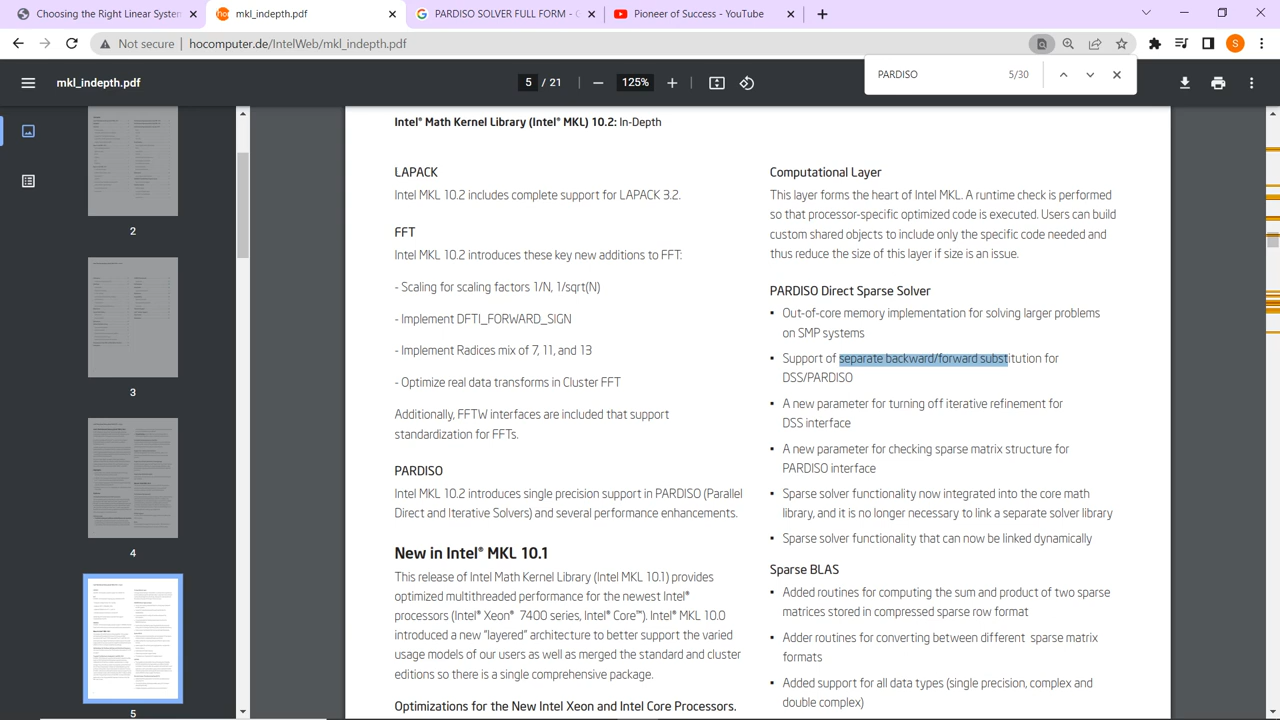 Choosing the Right Linear System
mkl_indepth.pdf
PARDISO SOLVER FULL FORM -
Pioneer of Success - YouTube
Not secure
hocomputer.de/IntelWeb/mkl_indepth.pdf
S
mkl_indepth.pdf
5 / 21
125%
PARDISO
5/30
2
3
4
5
Intel® Math Kernel Library (Intel® MKL) 10.2: In-Depth
LAPACK
Intel MKL 10.2 includes complete support for LAPACK 3.2.
FFT
Intel MKL 10.2 introduces a variety of additions to FFT:
- Scaling for scaling factors 1/N, 1/sqrt(N)
- Implement DFTI_FORWARD_SIGN
- Implement Radices mix of 7, 11, and 13
- Optimize real data transforms in Custer FFT
Additionally, FFTW interfaces are included that support
standardization for FFTs.
PARDISO
Intel MKL 10.2 introduces
support for PARDISO (Parallel
Direct and Iterative Solvers) and several performance enhancements.
New in Intel® MKL 10.1
This release of Intel Math Kernel Library (Intel MKL 10.1) provides
optimized multithreaded performance for the newest Intel®
processors (Intel® Xeon®, Intel® Core™, Intel® Atom™). Intel® MKL 10.0
introduced a re-layered architecture to better support the varied
usage models of our users as well as merged the standard and cluster
editions of the library into the same package.
Optimizations for the New Intel Xeon and Intel Core Processors.
Computational Layer
This layer forms the heart of Intel MKL. A runtime check is performed
so that processor-specific optimized code is executed. Users can build
custom shared objects to include only the specific code needed and
thus reduce the size of this layer if size is an issue.
PARDISO Direct Sparse Solver
▪ Out-of-core memory implementation for solving larger problems
on SMP systems
▪ Support of separate backward/forward substitution for
DSS/PARDISO
▪ A new parameter for turning off iterative refinement for
DSS interface
▪ A new parameter for checking sparse matrix structure for
PARDISO interface
▪ Sparse solver functionality now integrated into the core math
library, and it is no longer necessary to link a separate solver library
▪ Sparse solver functionality that can now be linked dynamically
Sparse BLAS
▪ Added routines for computing the sum and product of two sparse
matrices stored in compressed sparse row format
▪ Added routines for converting between different sparse matrix
formats
▪ Added support for all data types (single precision, complex and
double complex)